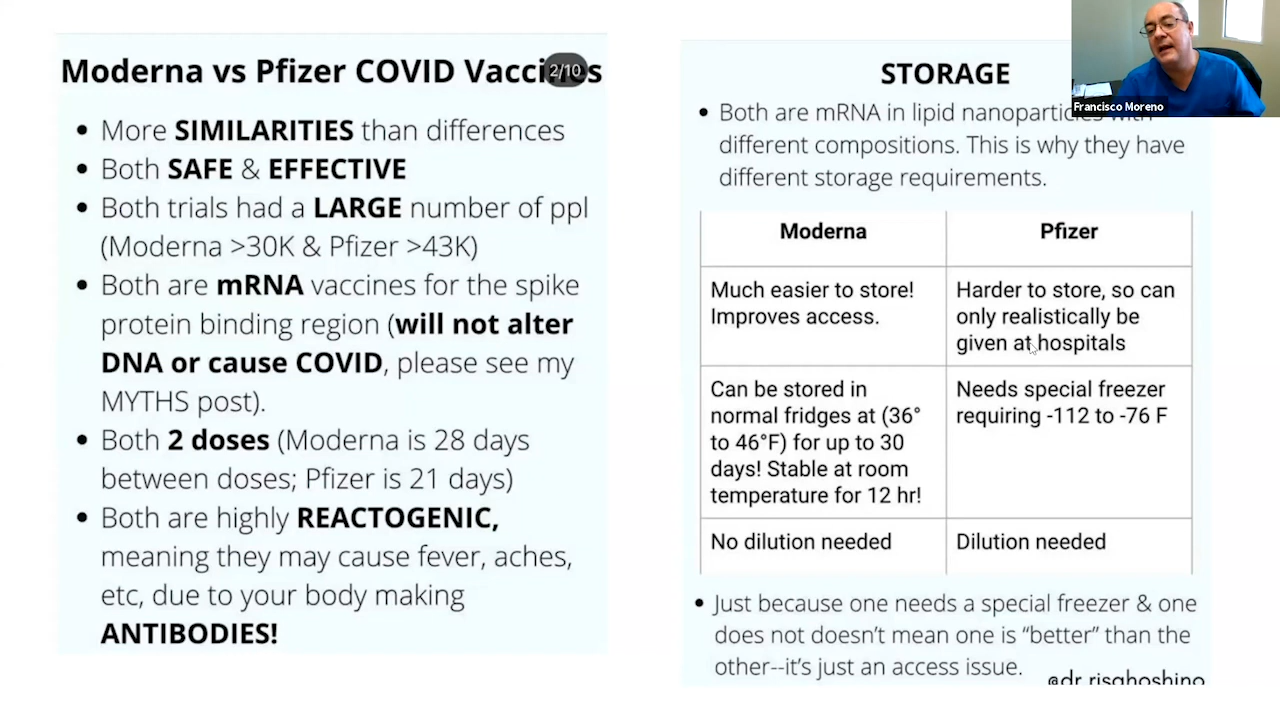 Moderna vs Pfizer COVID Vaccines
2/10
• More SIMILARITIES than differences
• Both SAFE & EFFECTIVE
• Both trials had a LARGE number of ppl
(Moderna >30K & Pfizer >43K)
• Both are mRNA vaccines for the spike
protein binding region (will not alter
DNA or cause COVID, please see my
MYTHS post).
• Both 2 doses (Moderna is 28 days
between doses; Pfizer is 21 days)
• Both are highly REACTOGENIC,
meaning they may cause fever, aches,
etc, due to your body making
ANTIBODIES!
STORAGE
Francisco Moreno
• Both are mRNA in lipid nanoparticles with
different compositions. This is why they have
different storage requirements.
Moderna
Pfizer
Much easier to store!
Improves access.
Harder to store, so can
only realistically be
given at hospitals
Can be stored in
normal fridges at (36°
to 46°F) for up to 30
days! Stable at room
temperature for 12 hr!
Needs special freezer
requiring -112 to -76 F
No dilution needed
Dilution needed
• Just because one needs a special freezer & one
does not doesn't mean one is “better” than the
other--it's just an access issue.
@dr.risahoshino